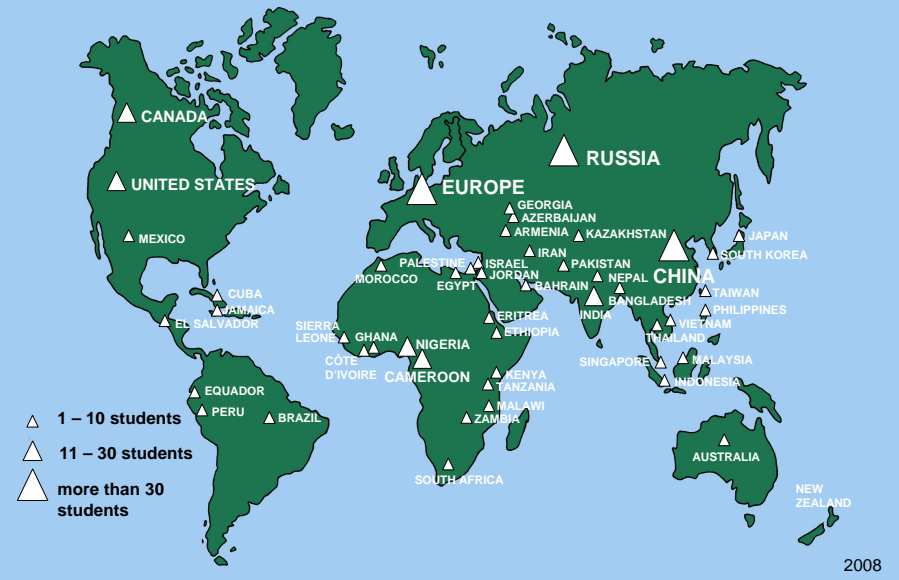 CANADA
RUSSIA
UNITED STATES
EUROPE
GEORGIA
AZERBAIJAN
ARMENIA
KAZAKHSTAN
JAPAN
MEXICO
IRAN
SOUTH KOREA
PALESTINE
ISRAEL
PAKISTAN
MOROCCO
EGYPT
JORDAN
NEPAL
CHINA
BAHRAIN
CUBA
BANGLADESH
TAIWAN
JAMAICA
INDIA
PHILIPPINES
EL SALVADOR
SIERRA
LEONE
GHANA
ERITREA
ETHIOPIA
VIETNAM
THAILAND
NIGERIA
CÔTE
D'IVOIRE
CAMEROON
SINGAPORE
MALAYSIA
KENYA
TANZANIA
INDONESIA
EQUADOR
PERU
BRAZIL
MALAWI
ZAMBIA
1 – 10 students
11 – 30 students
more than 30
students
SOUTH AFRICA
AUSTRALIA
NEW
ZEALAND
2008